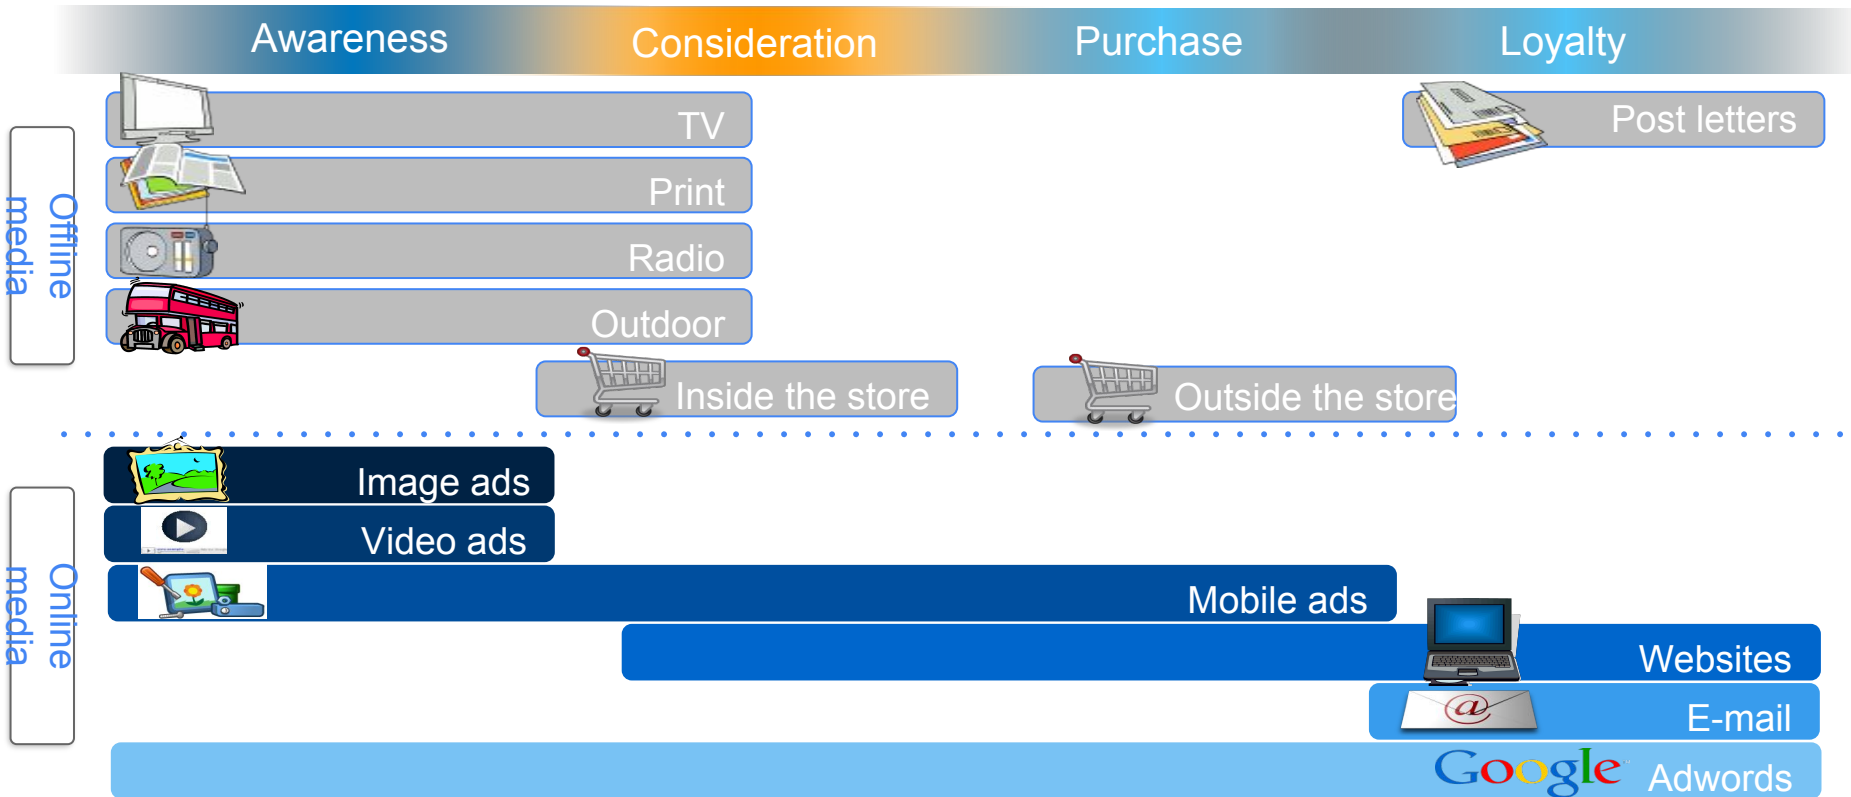 Awareness Consideration Purchase Loyalty
Offline
media
TV
Post letters
Print
Radio
Outdoor
Inside the store
Outside the store
Online
media
Image ads
Video ads
Mobile ads
Websites
@
E-mail
Google Adwords